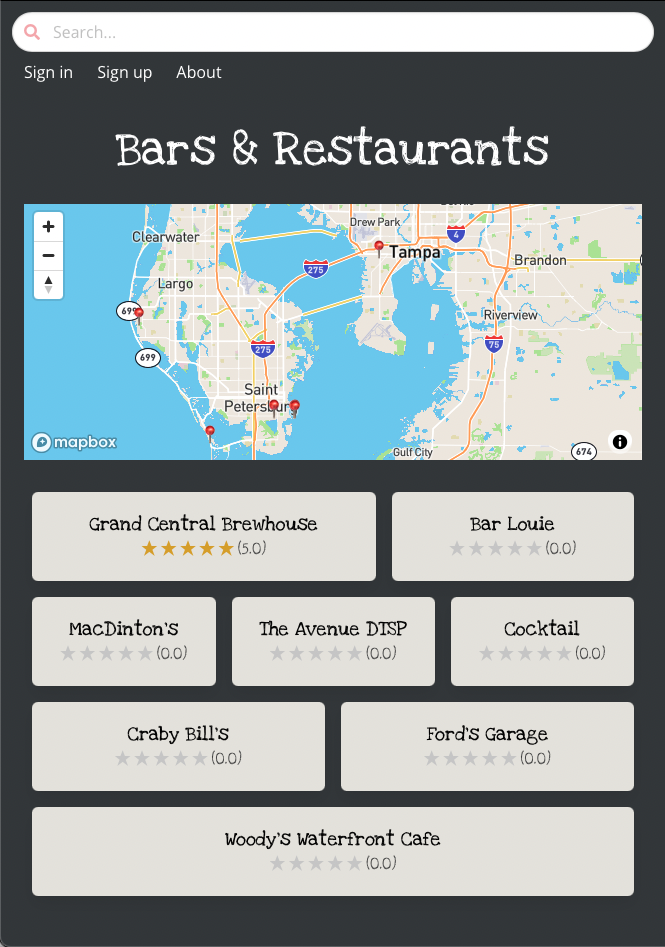 Search...
Sign in Sign up About
Bars & Restaurants
Drew Park
4
Clearwater
Tampa
Brandon
275
Largo
699
Riverview
75
275
699
Saint
Petersburg
mapbox
Gulf City
674
Grand Central Brewhouse
(5.0)
Bar Louie
(0.0)
MacDinton's
(0.0)
The Avenue DTSP
(0.0)
Cocktail
(0.0)
Craby Bill's
(0.0)
Ford's Garage
(0.0)
Woody's Waterfront Cafe
(0.0)